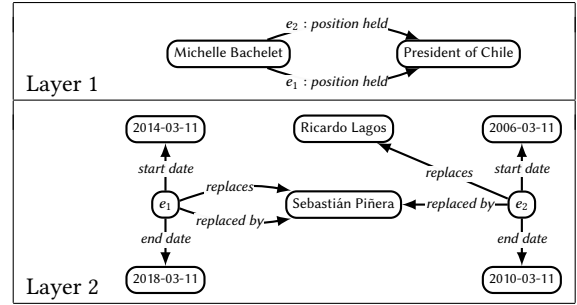 e₂ : position held
Michelle Bachelet
President of Chile
e₁ : position held
Layer 1
2014-03-11
Ricardo Lagos
2006-03-11
start date
replaces
replaces
start date
e₁
Sebastián Piñera
e₂
replaced by
replaced by
end date
end date
2018-03-11
2010-03-11
Layer 2